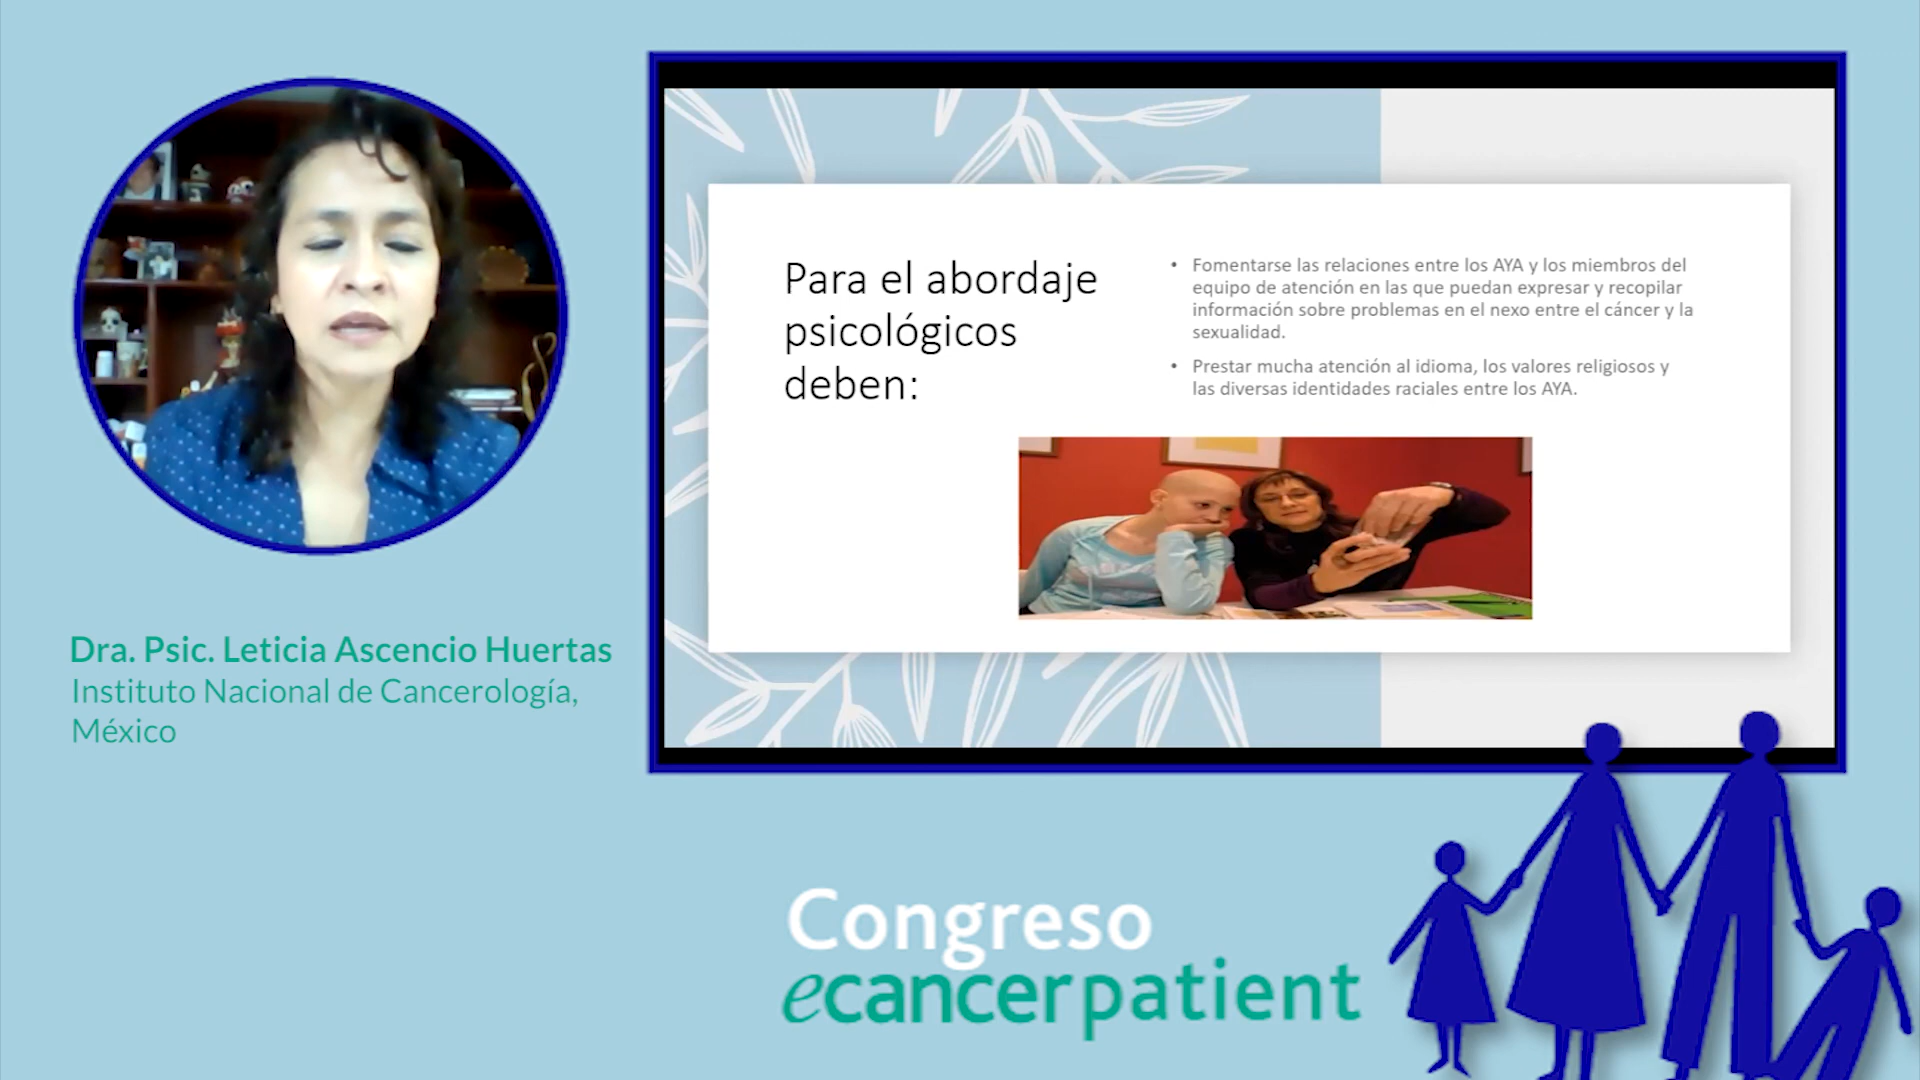 Para el abordaje
psicológicos
deben:
• Fomentarse las relaciones entre los AYA y los miembros del
equipo de atención en las que puedan expresar y recopilar
información sobre problemas en el nexo entre el cáncer y la
sexualidad.
• Prestar mucha atención al idioma, los valores religiosos y
las diversas identidades raciales entre los AYA.
Dra. Psic. Leticia Ascencio Huertas
Instituto Nacional de Cancerología,
México
Congreso
ecancerpatient